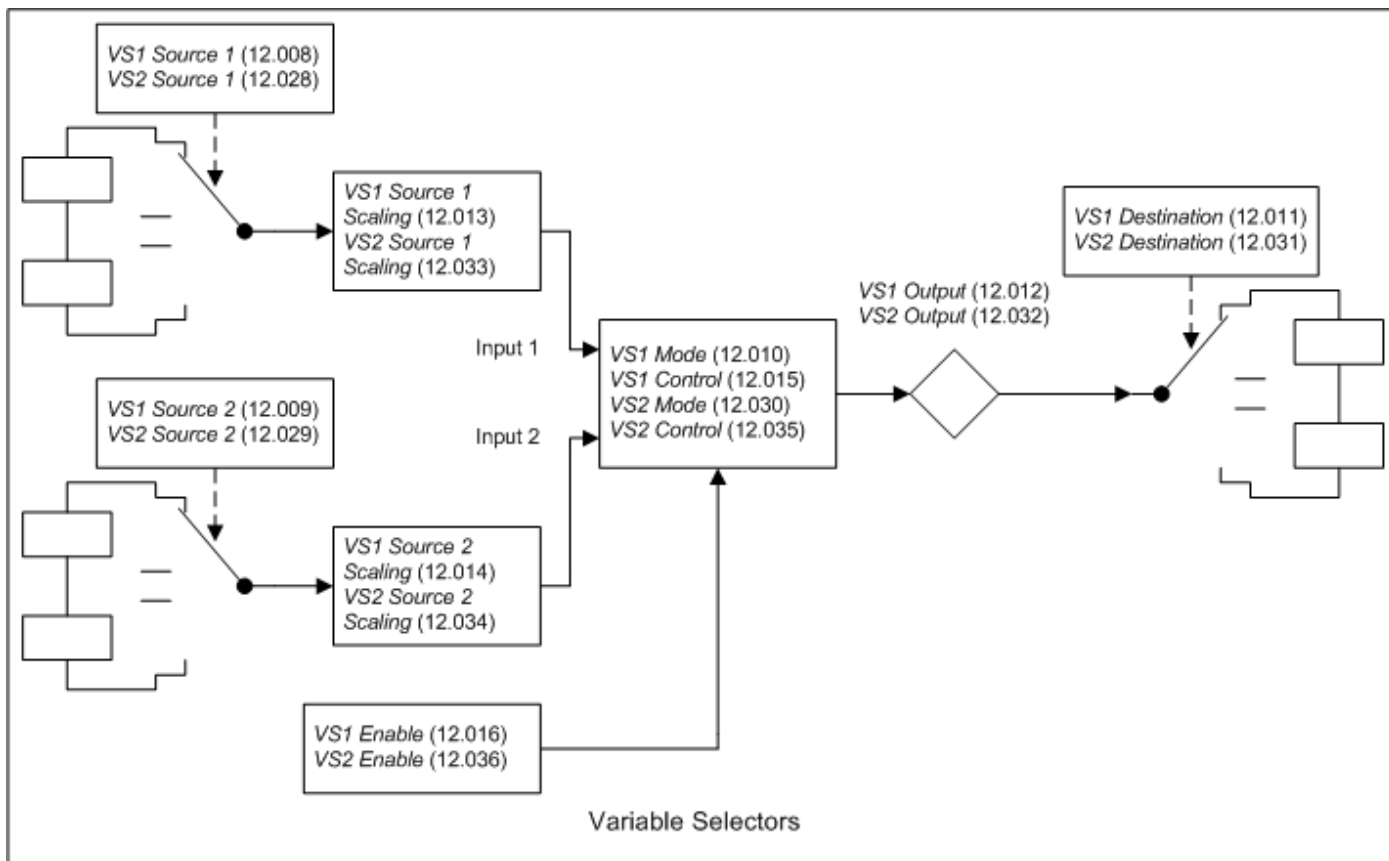 VS1 Source 1 (12.008)
VS2 Source 1 (12.028)
VS1 Source 1
Scaling (12.013)
VS2 Source 1
Scaling (12.033)
VS1 Destination (12.011)
VS2 Destination (12.031)
VS1 Output (12.012)
VS2 Output (12.032)
Input 1
VS1 Mode (12.010)
VS1 Control (12.015)
VS2 Mode (12.030)
VS2 Control (12.035)
VS1 Source 2 (12.009)
VS2 Source 2 (12.029)
Input 2
VS1 Source 2
Scaling (12.014)
VS2 Source 2
Scaling (12.034)
VS1 Enable (12.016)
VS2 Enable (12.036)
Variable Selectors